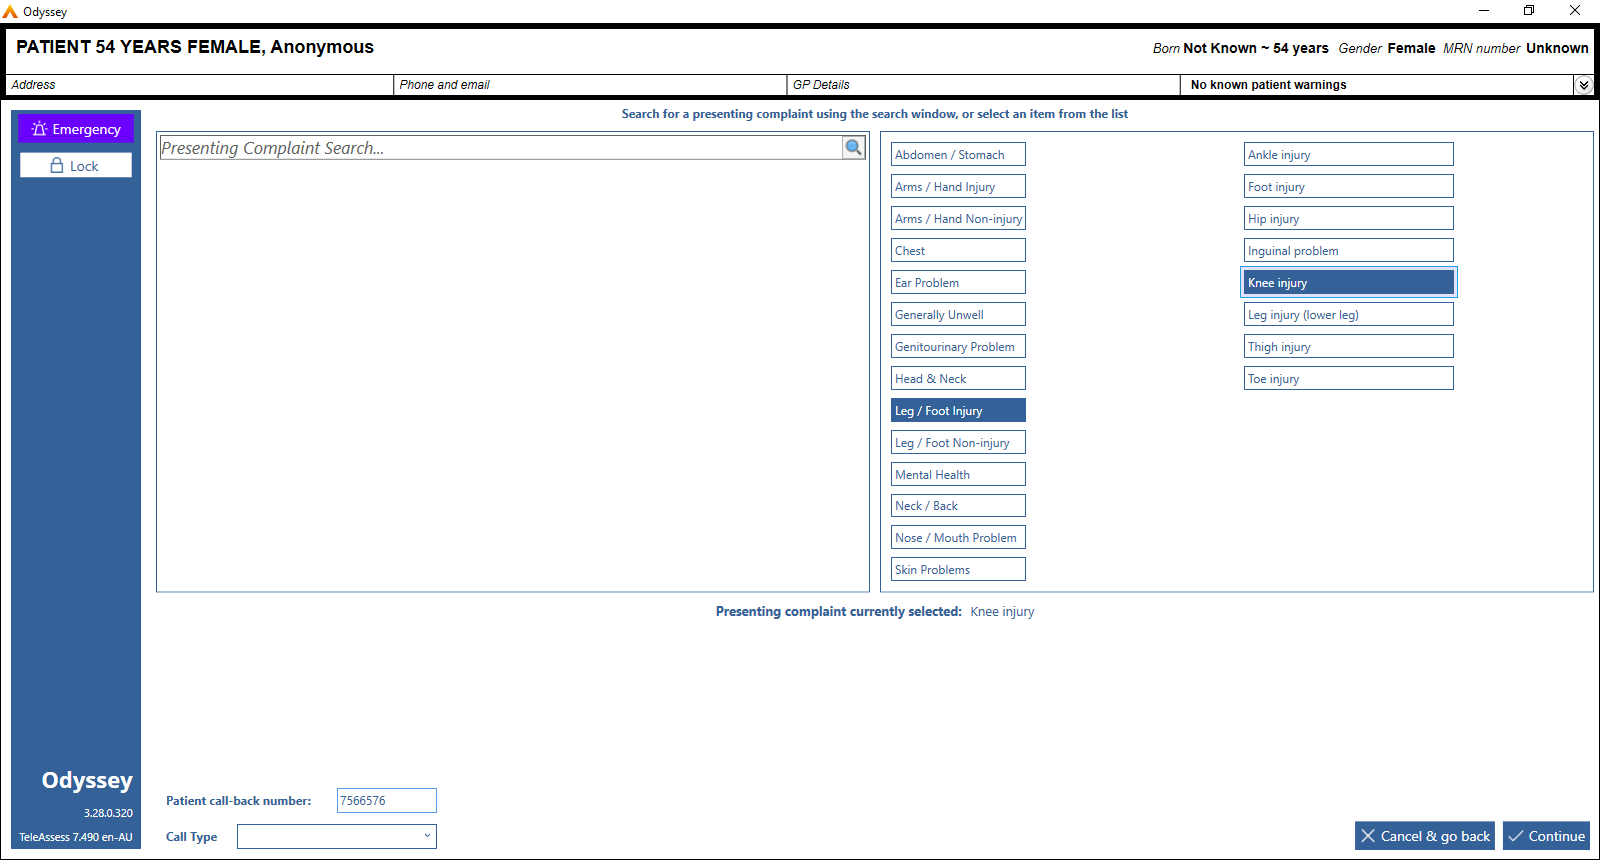 Odyssey
PATIENT 54 YEARS FEMALE, Anonymous
Born Not Known ~ 54 years Gender Female MRN number Unknown
Address
Phone and email
GP Details
No known patient warnings
Emergency
Lock
Search for a presenting complaint using the search window, or select an item from the list
Presenting Complaint Search...
Abdomen / Stomach
Arms / Hand Injury
Arms / Hand Non-injury
Chest
Ear Problem
Generally Unwell
Genitourinary Problem
Head & Neck
Leg / Foot Injury
Leg / Foot Non-injury
Mental Health
Neck / Back
Nose / Mouth Problem
Skin Problems
Ankle injury
Foot injury
Hip injury
Inguinal problem
Knee injury
Leg injury (lower leg)
Thigh injury
Toe injury
Presenting complaint currently selected: Knee injury
Odyssey
3.28.0.320
TeleAssess 7.490 en-AU
Patient call-back number: 7566576
Call Type
Cancel & go back
Continue